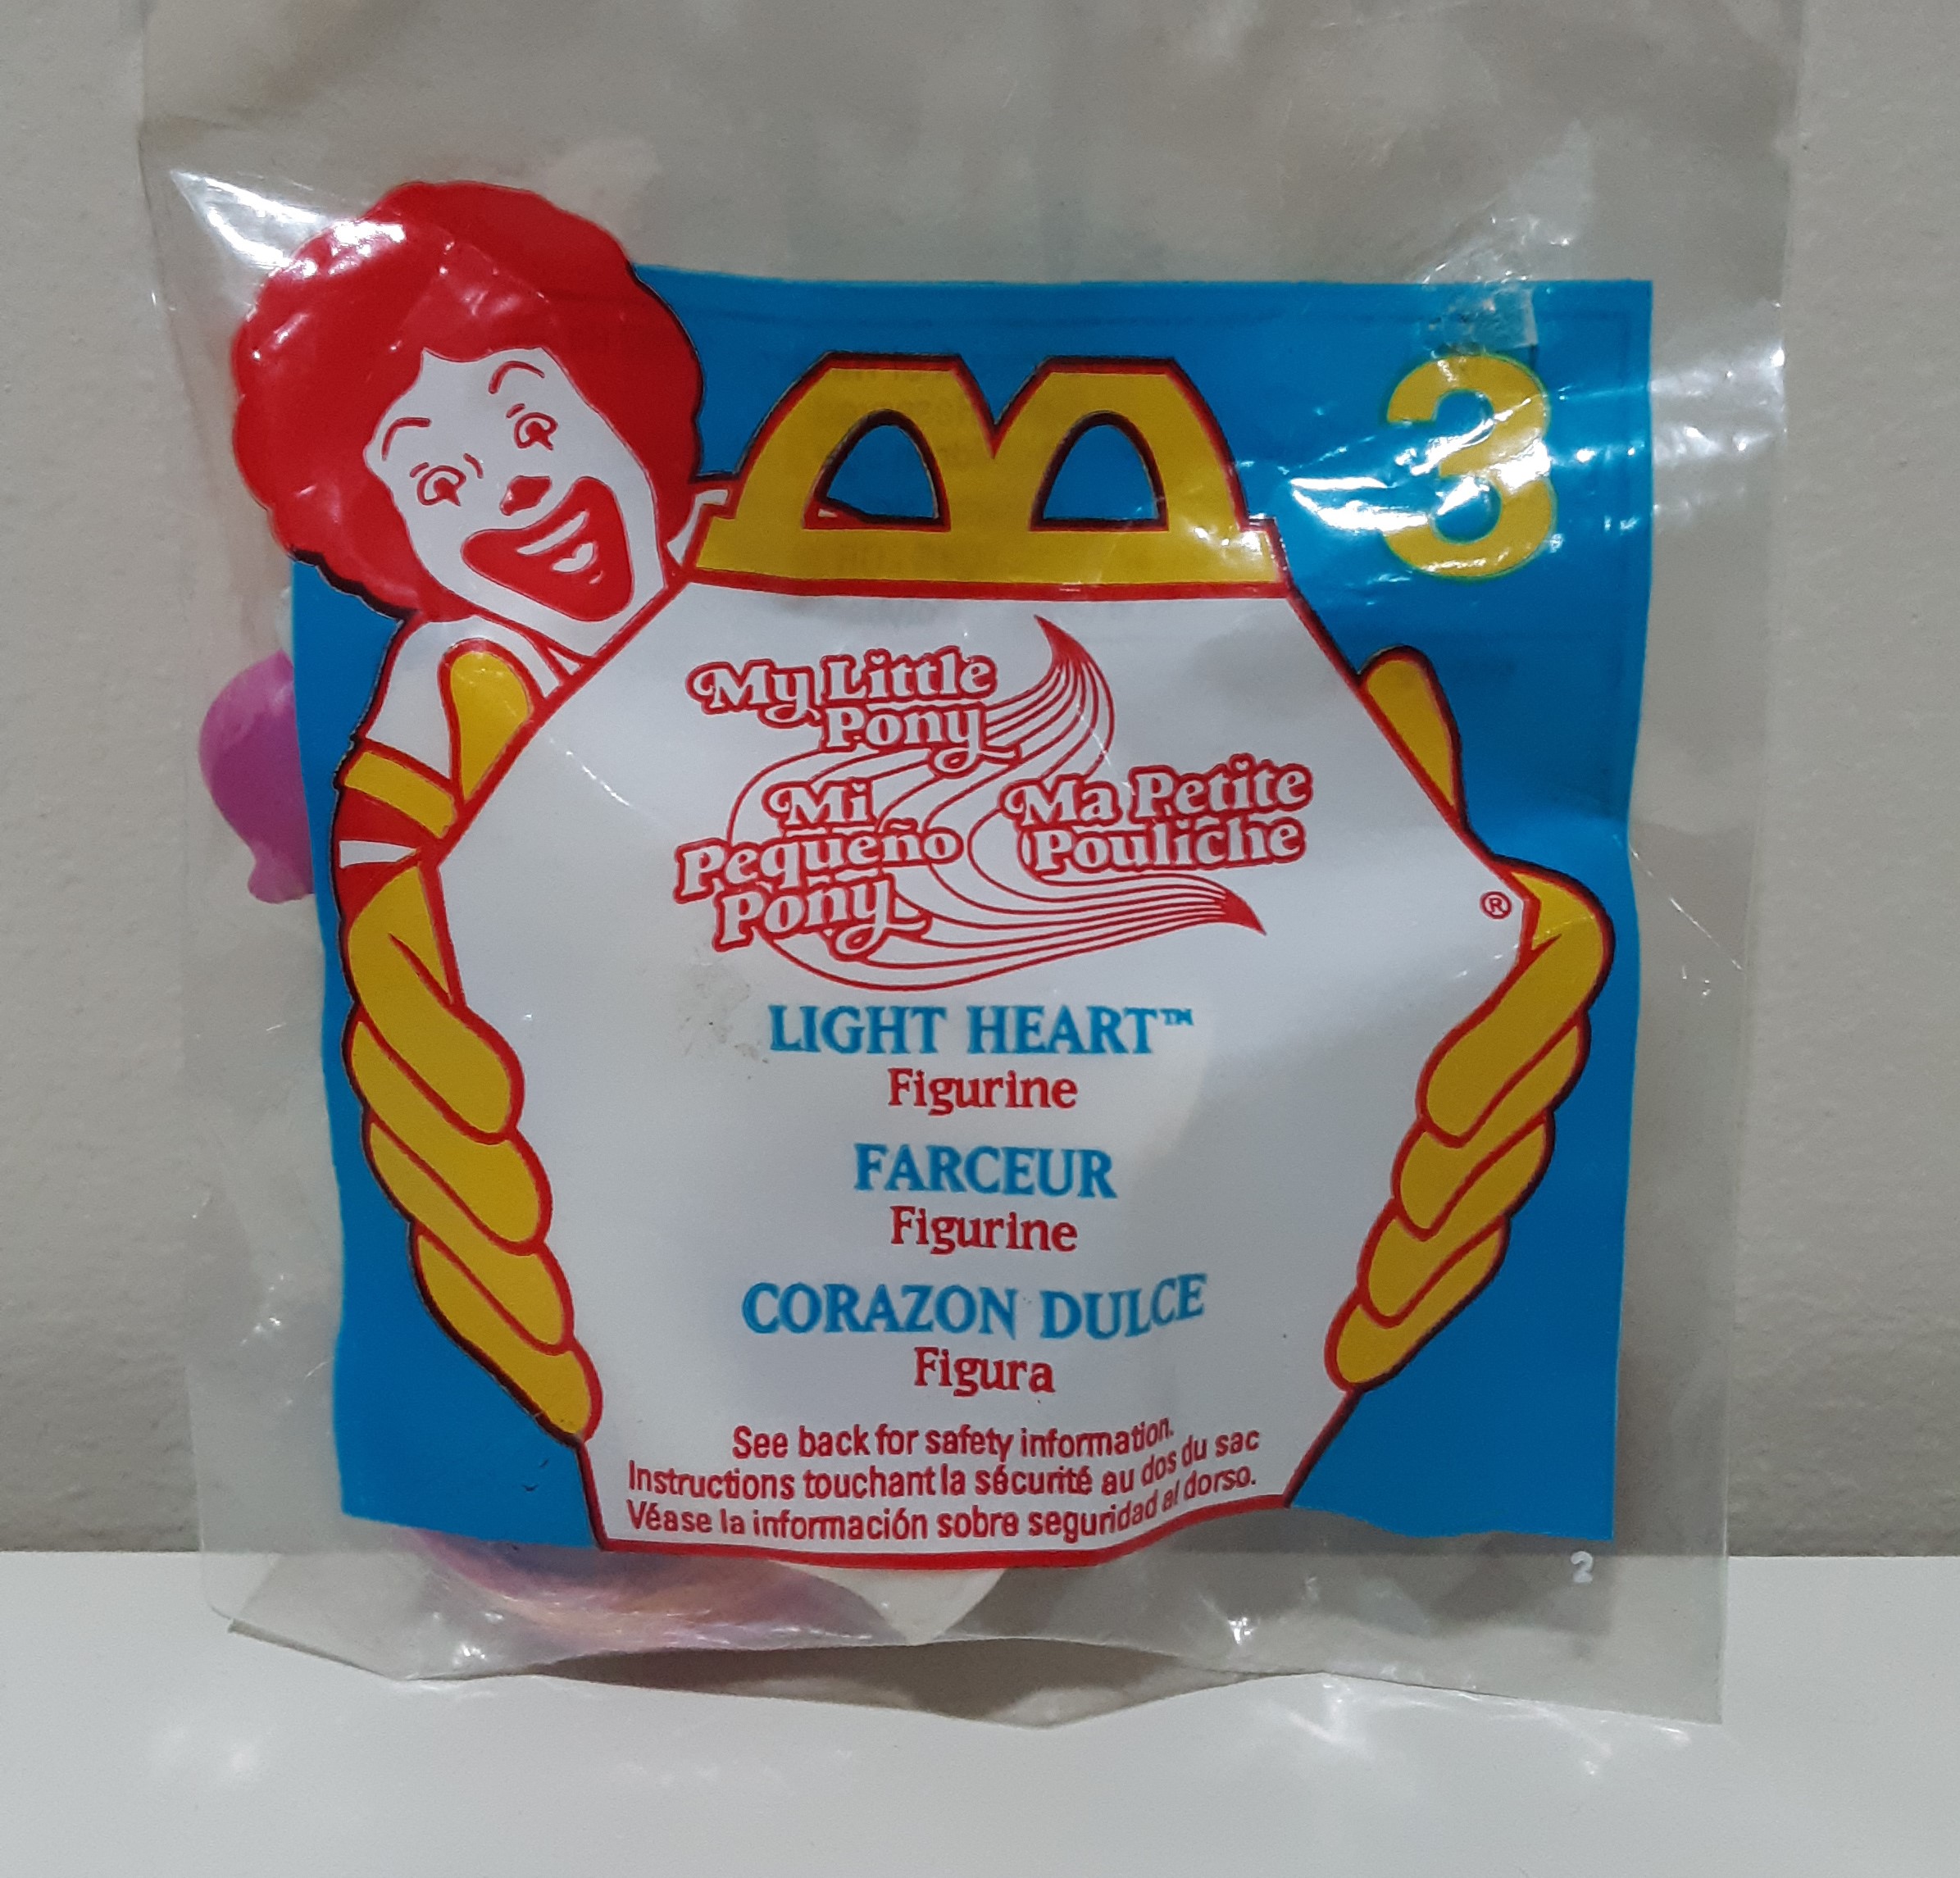 3
My Little
Pony
Mi
Pequeño
Pony
Ma Petite
Pouliche
®
LIGHT HEART™
Figurine
FARCEUR
Figurine
CORAZON DULCE
Figura
See back for safety information.
Instructions touchant la sécurité au dos du sac
Véase la información sobre seguridad al dorso.
2